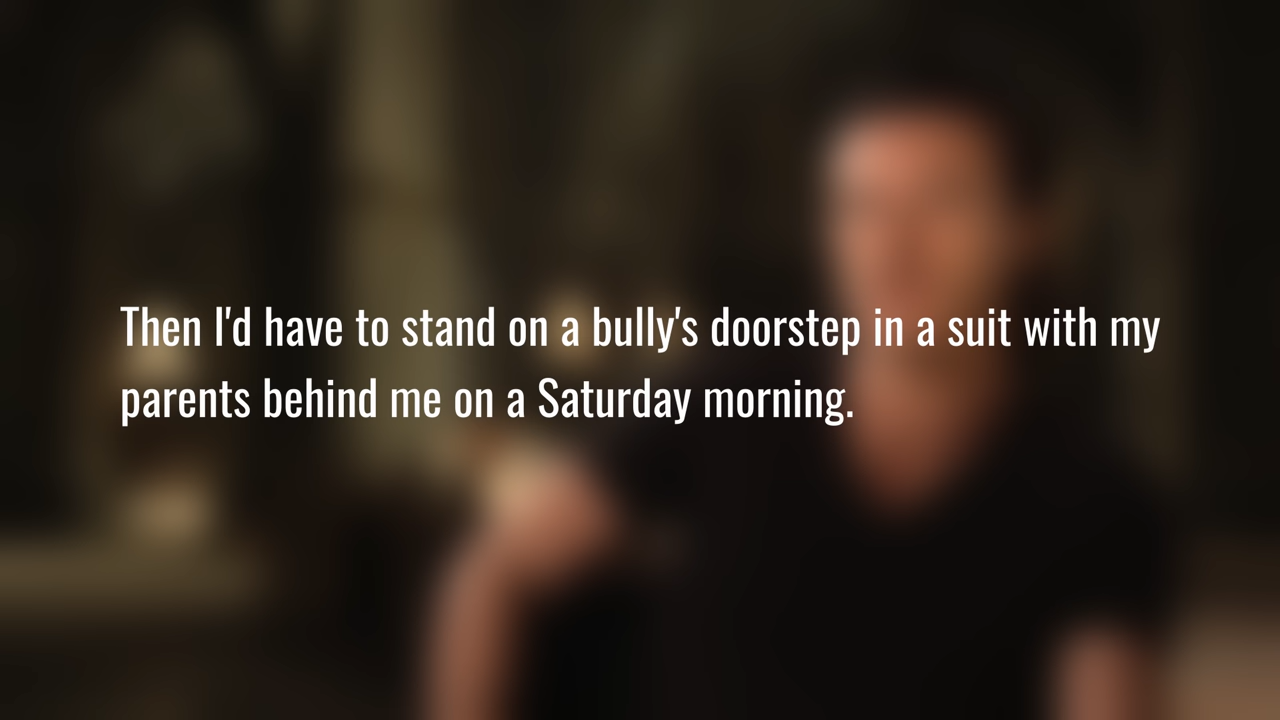 Then I'd have to stand on a bully's doorstep in a suit with my
parents behind me on a Saturday morning.